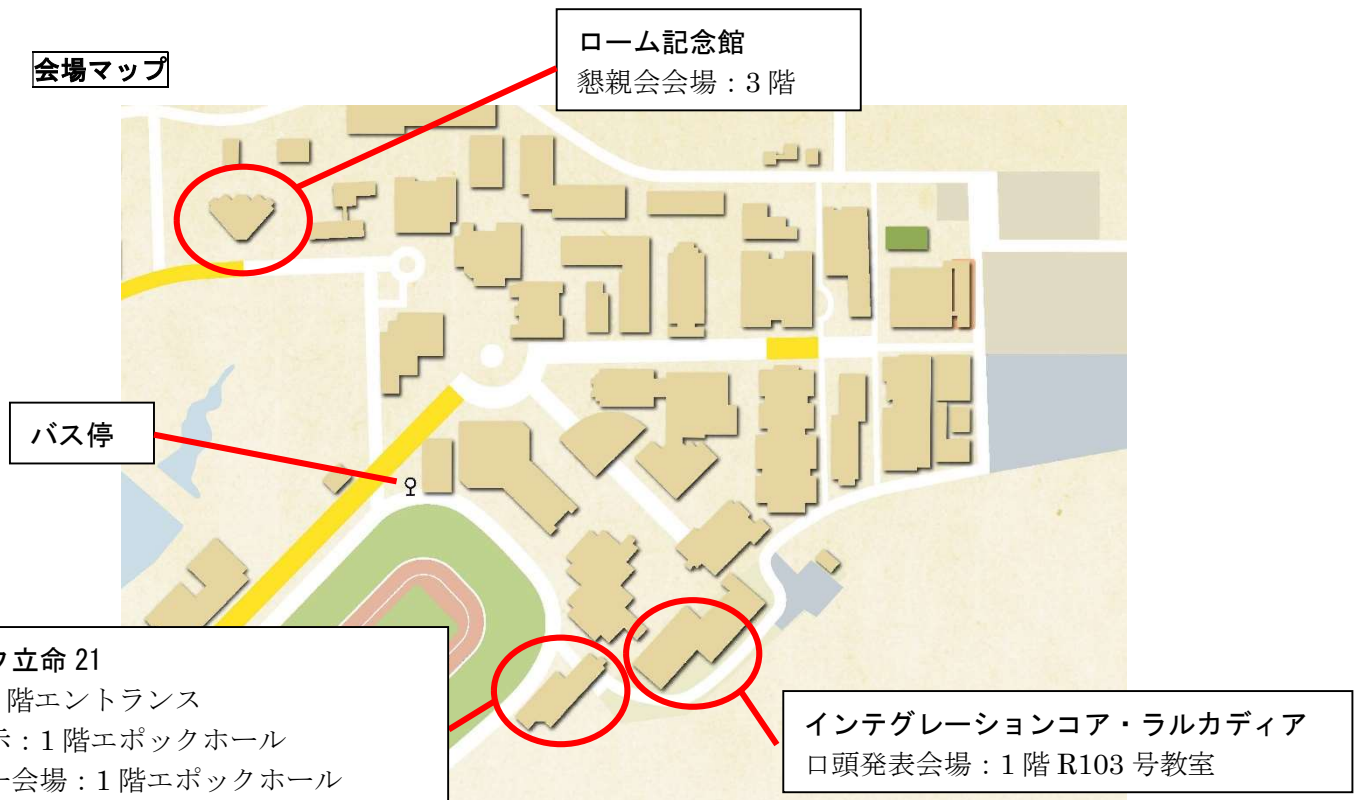 会場マップ
ローム記念館
懇親会会場：3 階
バス停
立命 21
階エントランス
：1 階エポックホール
ー会場：1 階エポックホール
インテグレーションコア・ラルカディア
口頭発表会場：1 階 R103 号教室